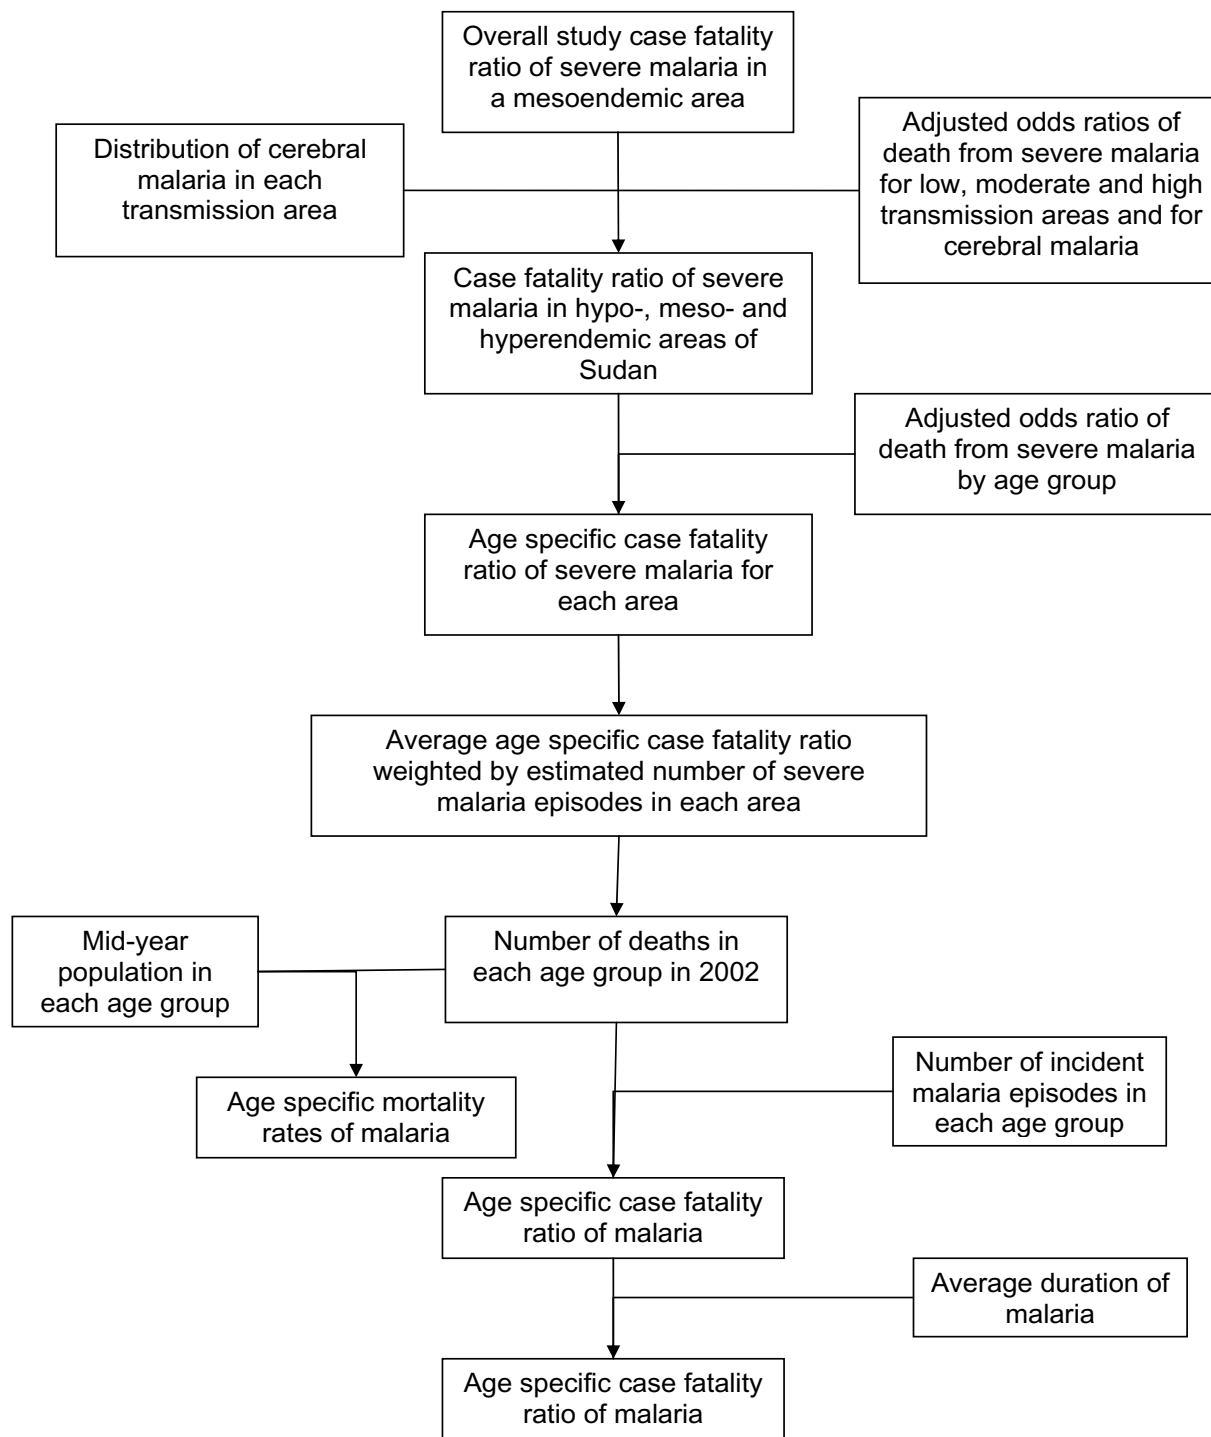 Overall study case fatality
ratio of severe malaria in
a mesoendemic area
Distribution of cerebral
malaria in each
transmission area
Adjusted odds ratios of
death from severe malaria
for low, moderate and high
transmission areas and for
cerebral malaria
Case fatality ratio of severe
malaria in hypo-, meso- and
hyperendemic areas of
Sudan
Adjusted odds ratio of
death from severe malaria
by age group
Age specific case fatality
ratio of severe malaria for
each area
Average age specific case fatality ratio
weighted by estimated number of severe
malaria episodes in each area
Mid-year
population in
each age group
Number of deaths in
each age group in 2002
Number of incident
malaria episodes in
each age group
Age specific mortality
rates of malaria
Age specific case fatality
ratio of malaria
Average duration of
malaria
Age specific case fatality
ratio of malaria